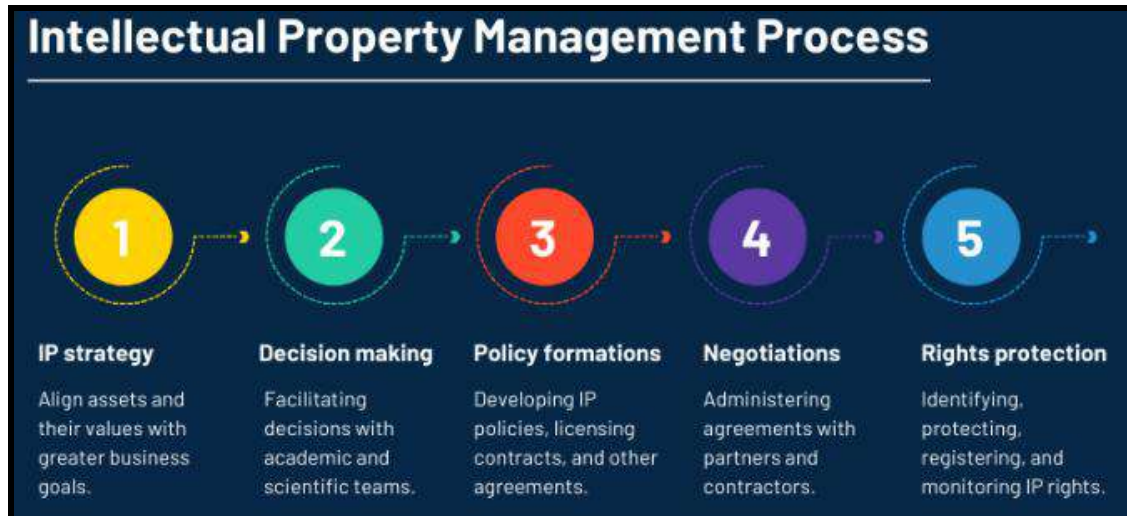 Intellectual Property Management Process
1
2
3
4
5
IP strategy
Align assets and
their values with
greater business
goals.
Decision making
Facilitating
decisions with
academic and
scientific teams.
Policy formations
Developing IP
policies, licensing
contracts, and other
agreements.
Negotiations
Administering
agreements with
partners and
contractors.
Rights protection
Identifying,
protecting,
registering, and
monitoring IP rights.